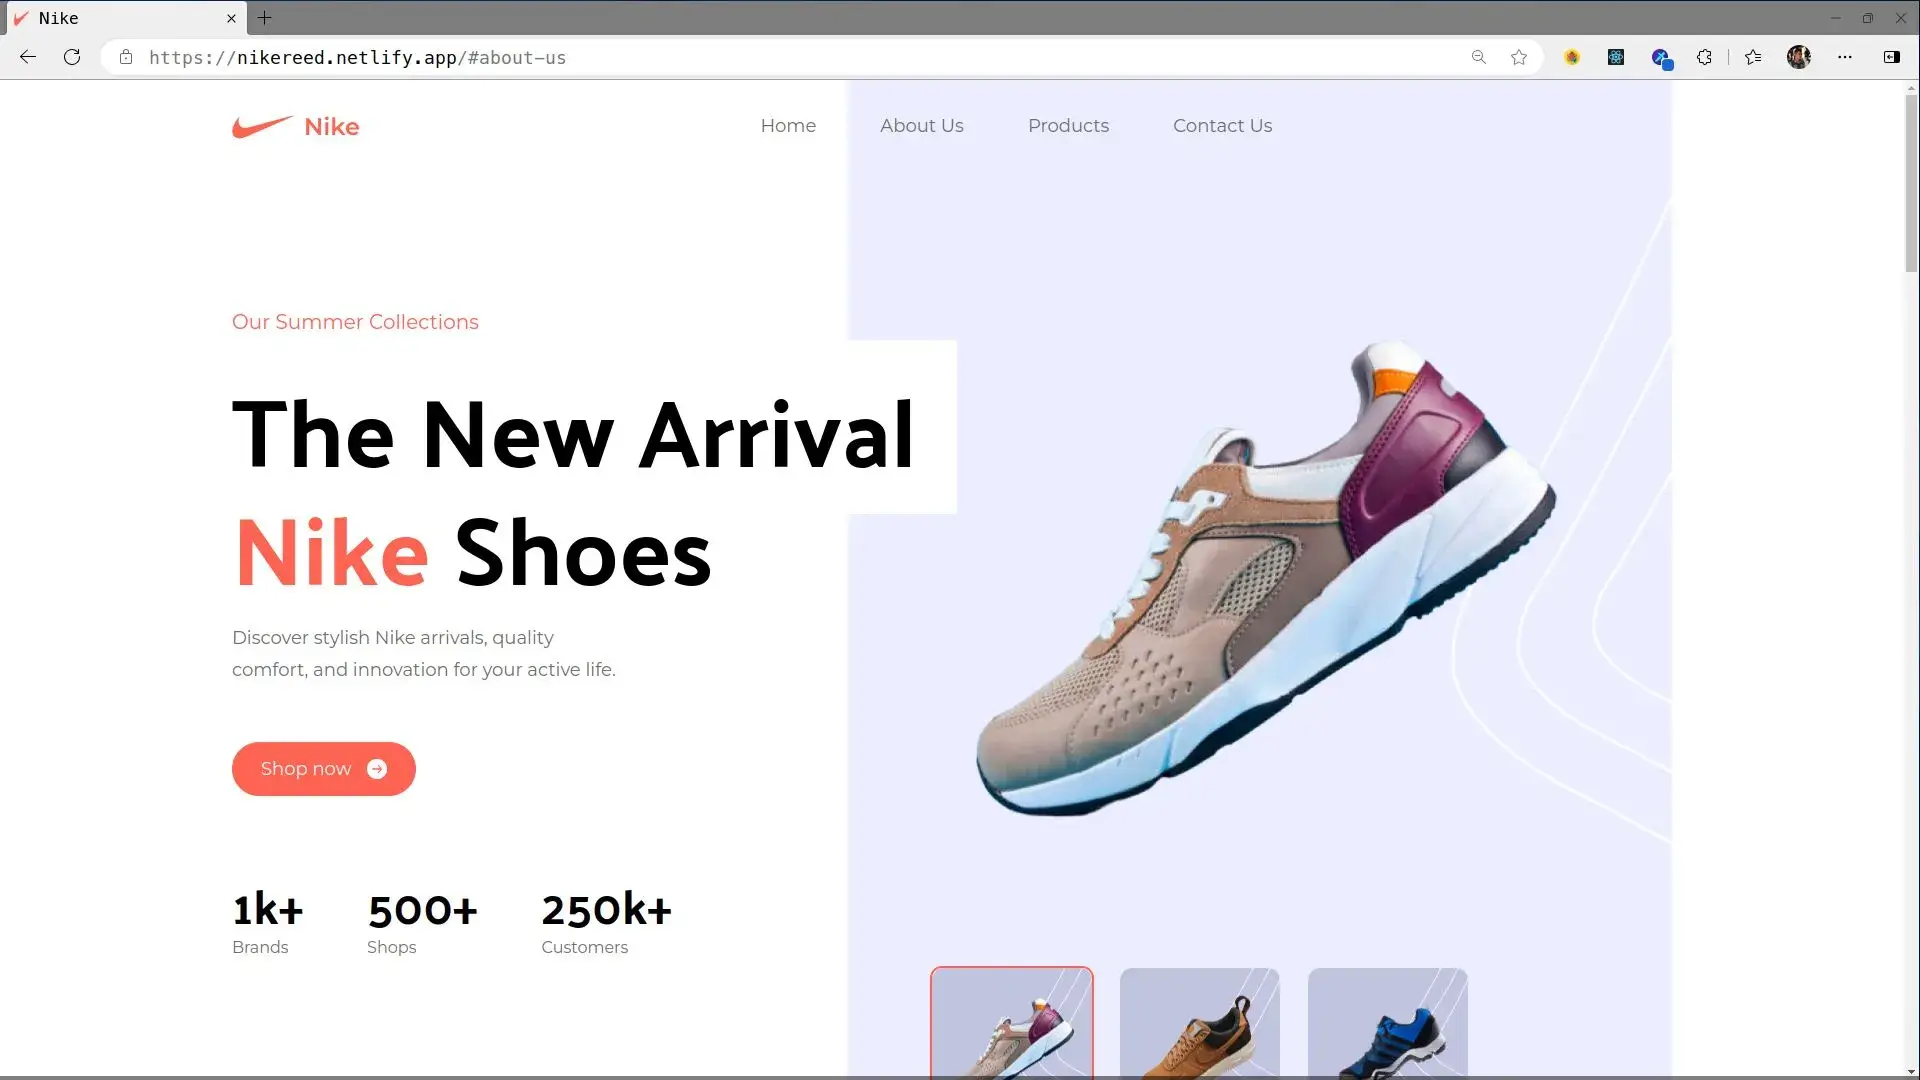 Nike
https://nikereed.netlify.app/#about-us
Nike
Home
About Us
Products
Contact Us
Our Summer Collections
The New Arrival
Nike Shoes
Discover stylish Nike arrivals, quality
comfort, and innovation for your active life.
Shop now
1k+
Brands
500+
Shops
250k+
Customers